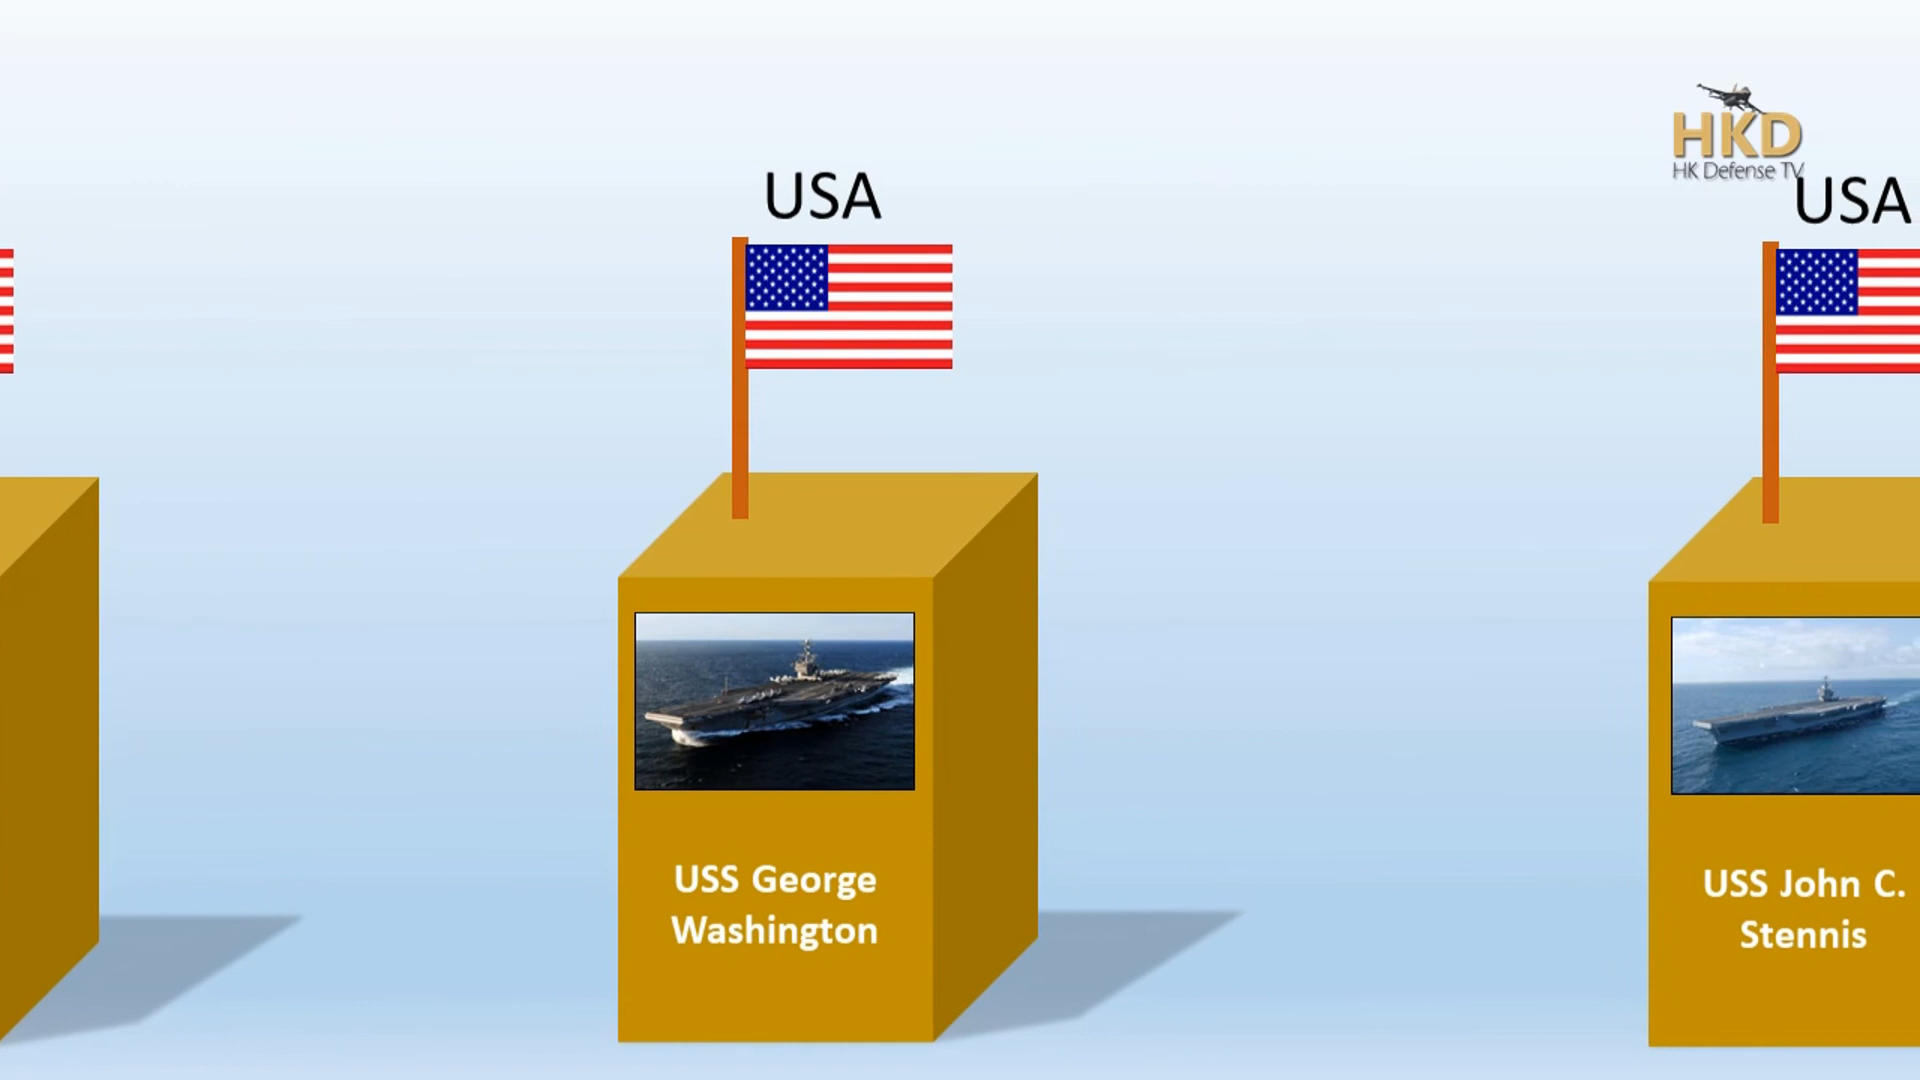 HKD
HK Defense TV
USA
USA
USS George
Washington
USS John C.
Stennis